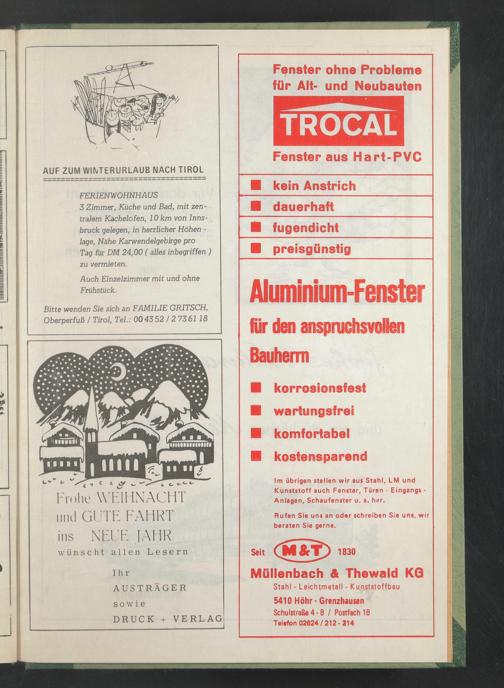 AUF ZUM WINTERURLAUB NACH TIROL
FERIENWOHNHAUS
3 Zimmer, Küche und Bad, mit zen-
tralem Kachelofen, 10 km von Inns-
bruck gelegen, in herrlicher Höhen-
lage, Nähe Karwendelgebirge pro
Tag für DM 24,00 ( alles inbegriffen )
zu vermieten.
Auch Einzelzimmer mit und ohne
Frühstück.
Bitte wenden Sie sich an FAMILIE GRITSCH,
Oberperfuß / Tirol, Tel.: 00 43 52 / 2 73 61 18
Frohe WEIHNACHT
und GUTE FAHRT
ins NEUE JAHR
wünscht allen Lesern
Ihr
AUSTRÄGER
sowie
DRUCK + VERLAG
Fenster ohne Probleme
für Alt- und Neubauten
TROCAL
Fenster aus Hart-PVC
kein Anstrich
dauerhaft
fugendicht
preisgünstig
Aluminium-Fenster
für den anspruchsvollen
Bauherrn
korrosionsfest
wartungsfrei
komfortabel
kostensparend
Im übrigen stellen wir aus Stahl, LM und
Kunststoff auch Fenster, Türen - Eingangs -
Anlagen, Schaufenster u. s. her.
Rufen Sie uns an oder schreiben Sie uns, wir
beraten Sie gerne.
Seit M&T 1830
Müllenbach & Thewald KG
Stahl - Leichtmetall - Kunststoffbau
5410 Höhr - Grenzhausen
Schulstraße 4 - 8 / Postfach 18
Telefon 02624 / 212 - 214